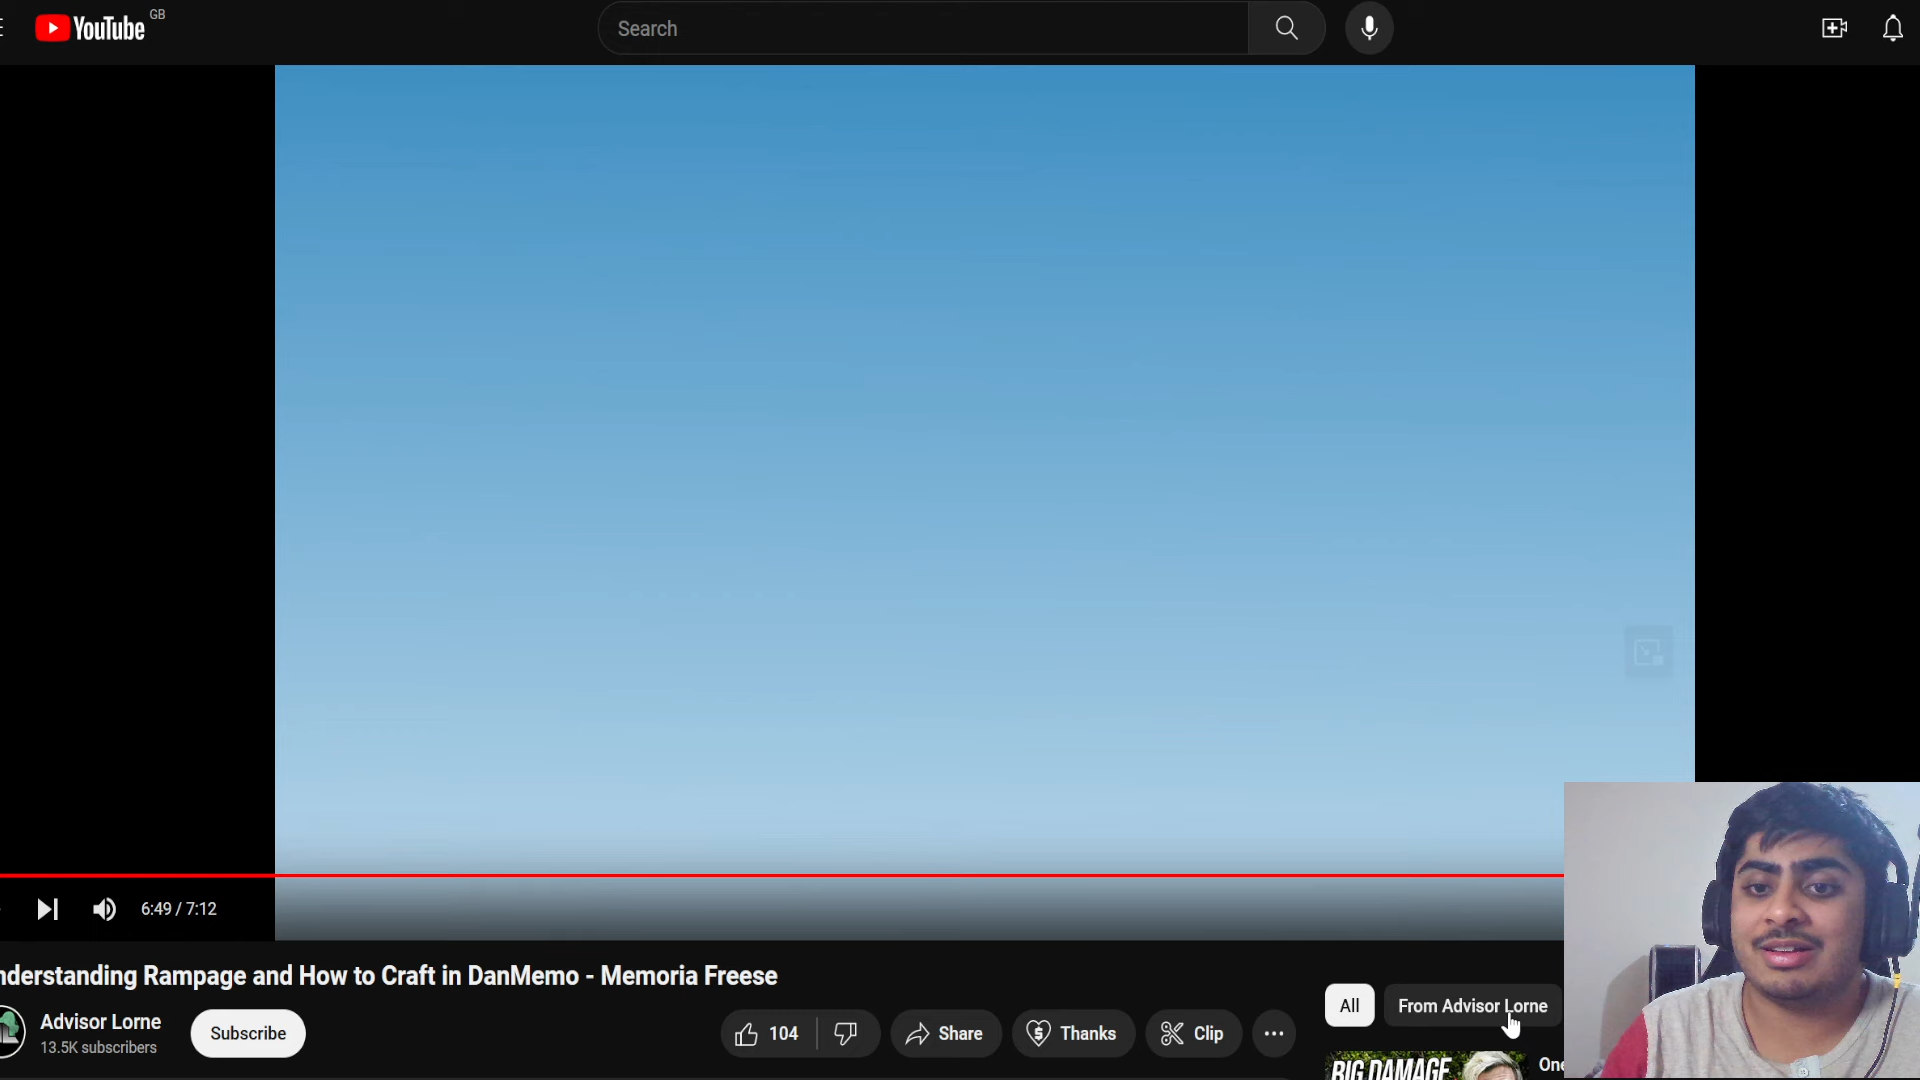 YouTube GB
Search
6:49 / 7:12
nderstanding Rampage and How to Craft in DanMemo - Memoria Freese
Advisor Lorne
13.5K subscribers
Subscribe
104
Share
Thanks
Clip
All
From Advisor Lorne
BIG DAMAGE
One